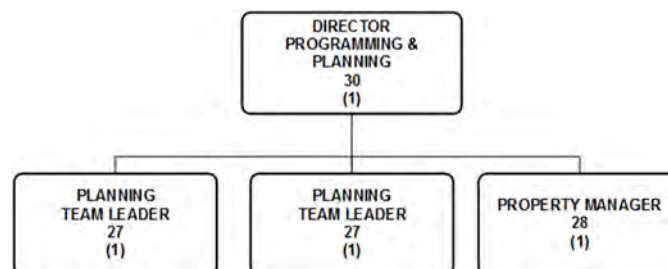 DIRECTOR
PROGRAMMING &
PLANNING
30
(1)
PLANNING
TEAM LEADER
27
(1)
PLANNING
TEAM LEADER
27
(1)
PROPERTY MANAGER
28
(1)